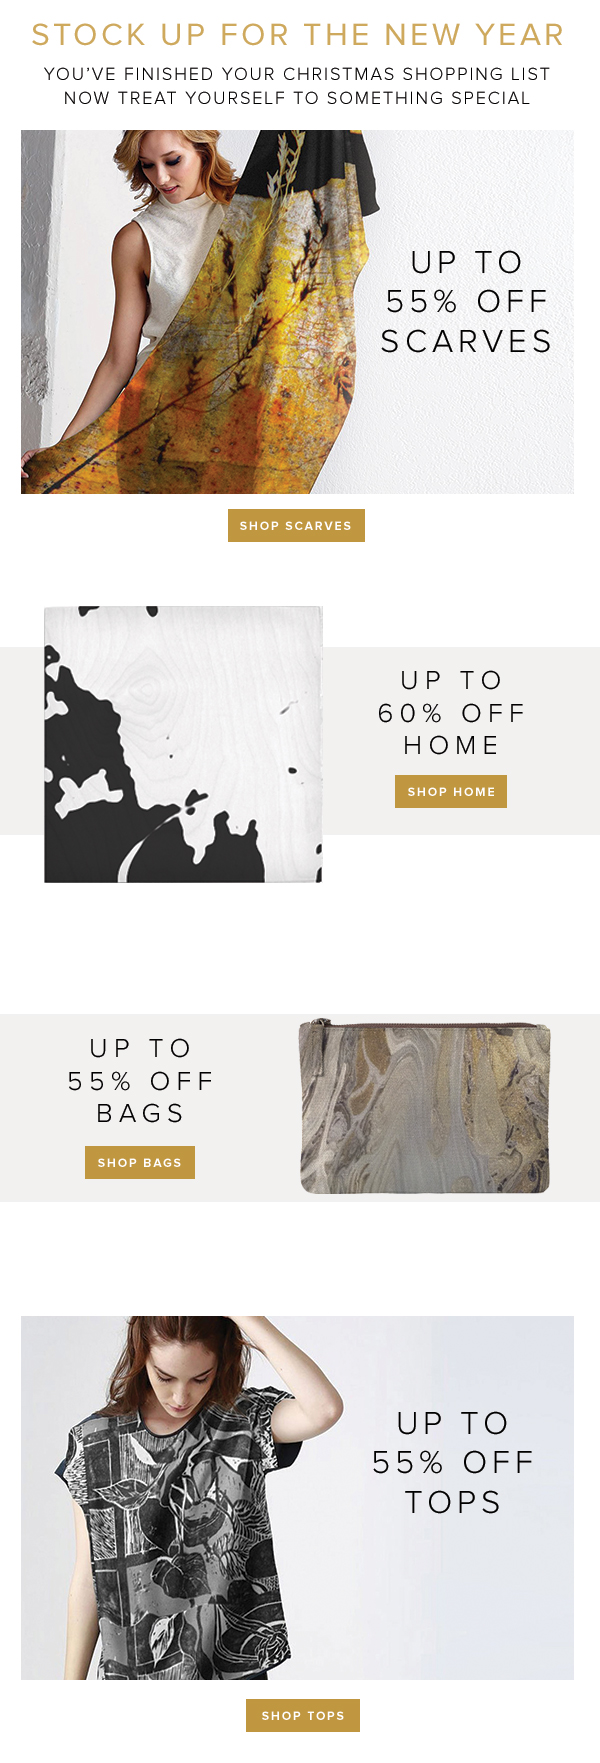 STOCK UP FOR THE NEW YEAR
YOU'VE FINISHED YOUR CHRISTMAS SHOPPING LIST
NOW TREAT YOURSELF TO SOMETHING SPECIAL
UP TO
55% OFF
SCARVES
SHOP SCARVES
UP TO
60% OFF
HOME
SHOP HOME
UP TO
55% OFF
BAGS
SHOP BAGS
UP TO
55% OFF
TOPS
SHOP TOPS